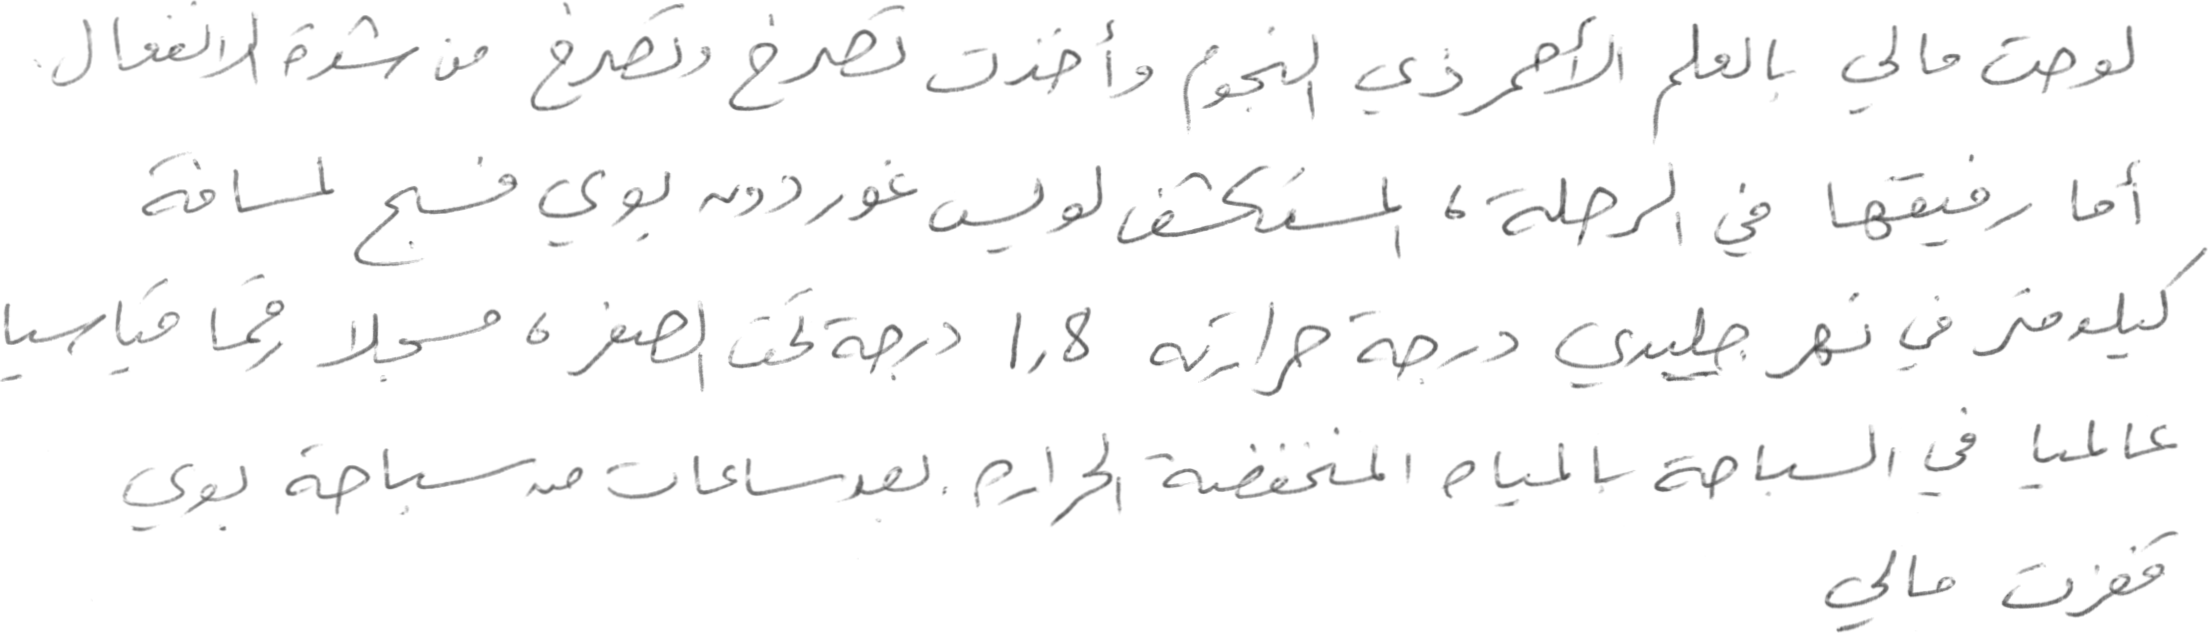 لوحت مالي بالعلم الأحمر ذي النجوم وأخذت تصرخ وتصرخ من شدة الانفعال.
أما رفيقها في الرحلة، المستكشف لويس غوردون بوي فسبح لمسافة
كيلومتر في نهر جليدي درجة حرارته 1,8 درجة تحت الصفر، مسجلا رقما قياسيا
عالميا في السباحة بالمياه المنخفضة الحرارة. بعد ساعات من سباحة بوي
قفزت مالي